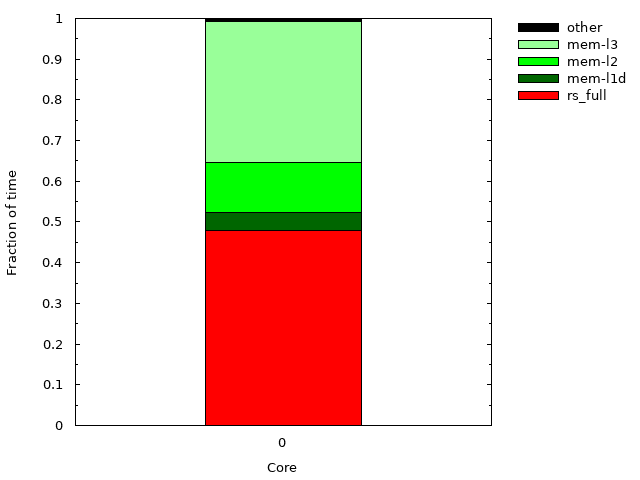 1
0.9
0.8
0.7
0.6
0.5
0.4
0.3
0.2
0.1
0
Fraction of time
0
Core
other
mem-l3
mem-l2
mem-l1d
rs_full